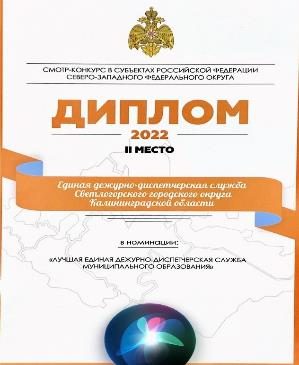 СМОТР-КОНКУРС В СУБЪЕКТАХ РОССИЙСКОЙ ФЕДЕРАЦИИ
СЕВЕРО-ЗАПАДНОГО ФЕДЕРАЛЬНОГО ОКРУГА
ДИПЛОМ
2022
II МЕСТО
Единая дежурно-диспетчерская служба
Светлогорского городского округа
Калининградской области
в номинации:
«ЛУЧШАЯ ЕДИНАЯ ДЕЖУРНО-ДИСПЕТЧЕРСКАЯ СЛУЖБА
МУНИЦИПАЛЬНОГО ОБРАЗОВАНИЯ»